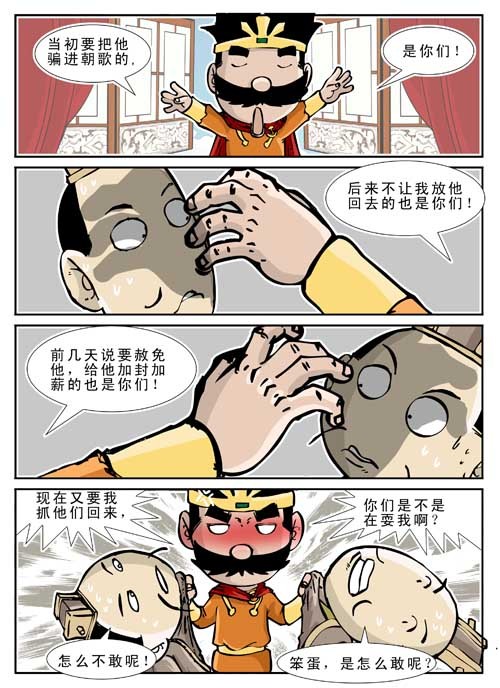 当初要把他
骗进朝歌的，
是你们！
后来不让我放他
回去的也是你们！
前几天说要赦免
他，给他加封加
薪的也是你们！
现在又要我
抓他们回来，
你们是不是
在耍我啊？
怎么不敢呢！
笨蛋，是怎么敢呢？